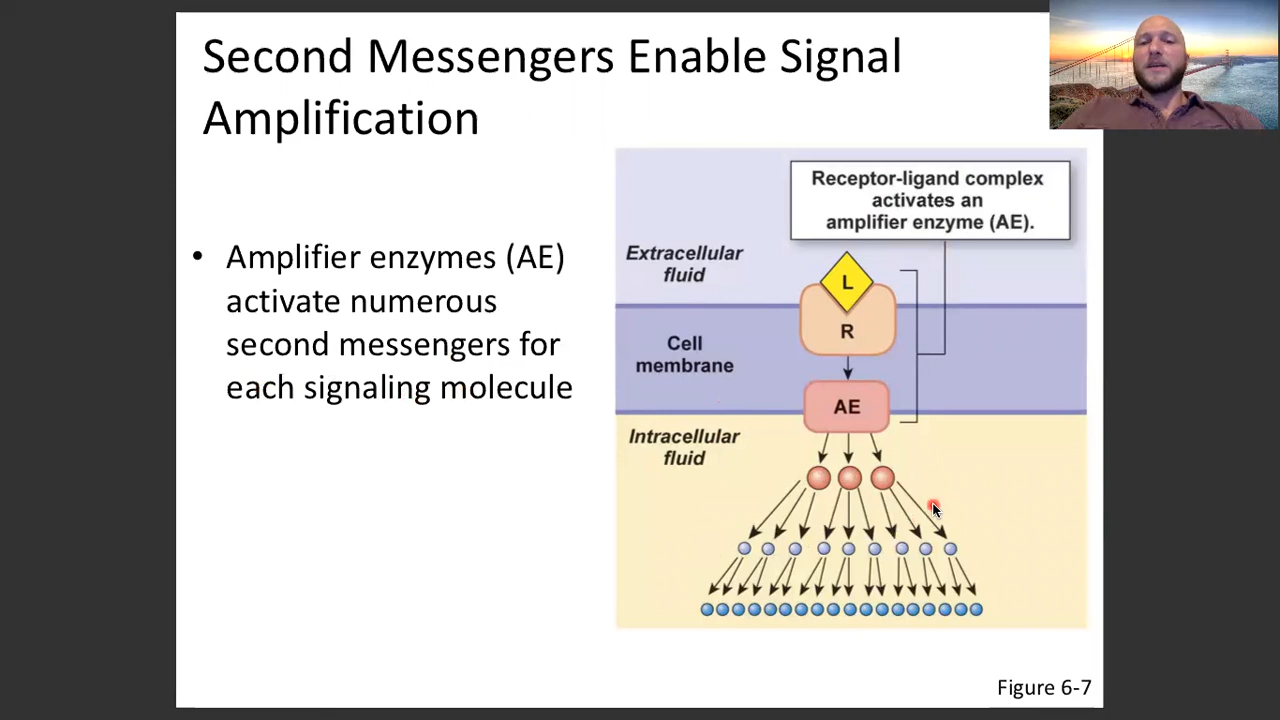 Second Messengers Enable Signal
Amplification
• Amplifier enzymes (AE)
activate numerous
second messengers for
each signaling molecule
Receptor-ligand complex
activates an
amplifier enzyme (AE).
Extracellular
fluid
L
R
Cell
membrane
AE
Intracellular
fluid
Figure 6-7